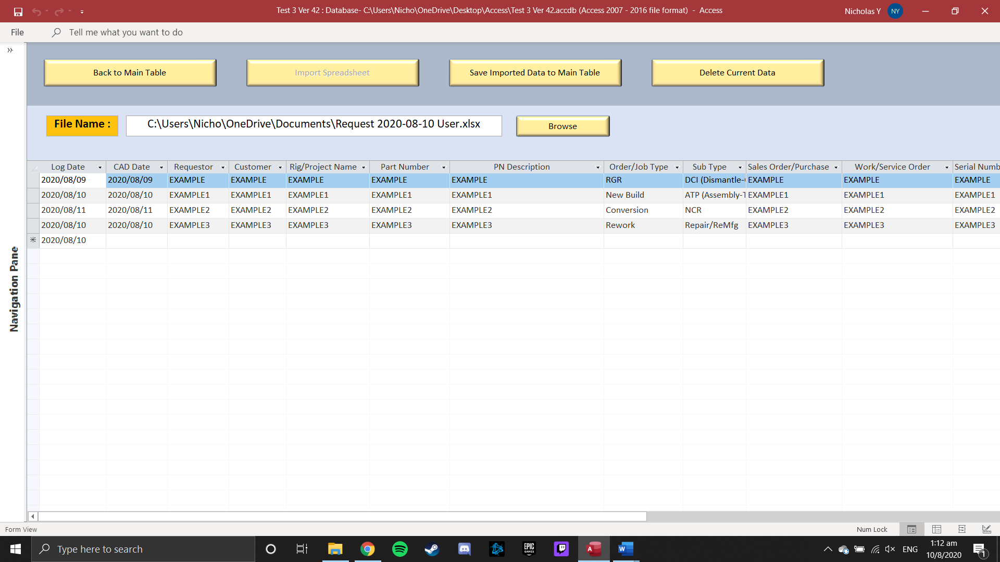 Test 3 Ver 42 : Database- C:\Users\Nicho\OneDrive\Desktop\Access\Test 3 Ver 42.accdb (Access 2007 - 2016 file format) - Access
Nicholas Y NY
File Tell me what you want to do
Back to Main Table Import Spreadsheet Save Imported Data to Main Table Delete Current Data
File Name : C:\Users\Nicho\OneDrive\Documents\Request 2020-08-10 User.xlsx Browse
Log Date CAD Date Requestor Customer Rig/Project Name Part Number PN Description Order/Job Type Sub Type Sales Order/Purchase Work/Service Order Serial Numb
2020/08/09 2020/08/09 EXAMPLE EXAMPLE EXAMPLE EXAMPLE EXAMPLE RGR DCI (Dismantle- EXAMPLE EXAMPLE EXAMPLE
2020/08/10 2020/08/10 EXAMPLE1 EXAMPLE1 EXAMPLE1 EXAMPLE1 EXAMPLE1 New Build ATP (Assembly-T EXAMPLE1 EXAMPLE1 EXAMPLE1
2020/08/11 2020/08/11 EXAMPLE2 EXAMPLE2 EXAMPLE2 EXAMPLE2 EXAMPLE2 Conversion NCR EXAMPLE2 EXAMPLE2 EXAMPLE2
2020/08/10 2020/08/10 EXAMPLE3 EXAMPLE3 EXAMPLE3 EXAMPLE3 EXAMPLE3 Rework Repair/ReMfg EXAMPLE3 EXAMPLE3 EXAMPLE3
2020/08/10
Navigation Pane
Form View Num Lock
Type here to search
EPIC GAMES
A
W
ENG
1:12 am
10/8/2020
1